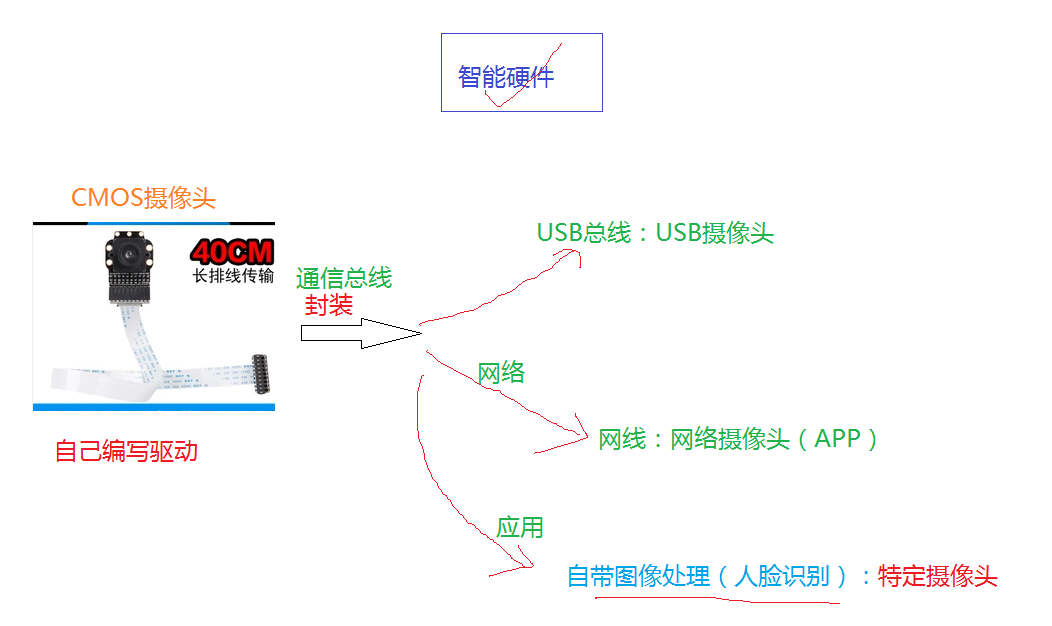 智能硬件
CMOS摄像头
40CM
长排线传输
自己编写驱动
通信总线
封装
USB总线：USB摄像头
网络
网线：网络摄像头（APP）
应用
自带图像处理（人脸识别）：特定摄像头